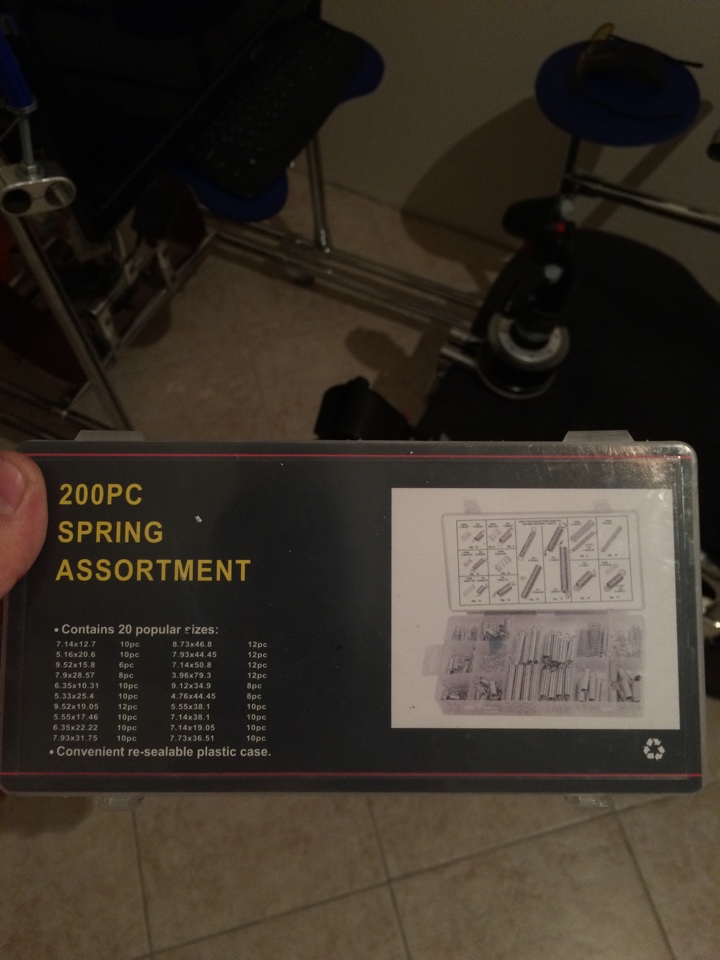 200PC
SPRING
ASSORTMENT
• Contains 20 popular sizes:
7.14x12.7 10pc 8.73x46.8 12pc
5.16x20.6 10pc 7.93x44.45 12pc
9.52x15.8 6pc 7.14x50.8 12pc
7.9x28.57 8pc 3.96x79.3 12pc
6.35x10.31 10pc 9.12x34.9 8pc
5.33x25.4 10pc 4.76x44.45 8pc
9.52x19.05 12pc 5.55x38.1 10pc
5.55x17.46 10pc 7.14x38.1 10pc
6.35x22.22 10pc 7.14x19.05 10pc
7.93x31.75 10pc 7.73x36.51 10pc
• Convenient re-sealable plastic case.